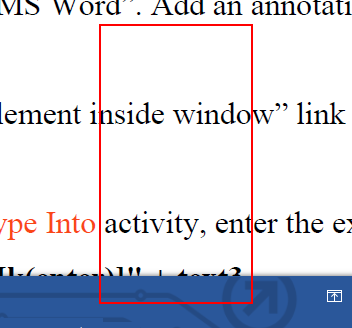 MS Word”. Add an annotati
lement inside window” link
ype Into activity, enter the ex
[k(enter)]" + text3